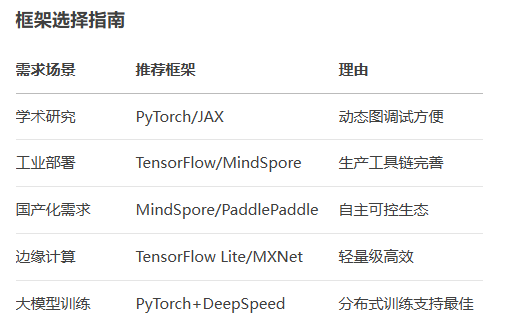 框架选择指南
需求场景 推荐框架 理由
学术研究 PyTorch/JAX 动态图调试方便
工业部署 TensorFlow/MindSpore 生产工具链完善
国产化需求 MindSpore/PaddlePaddle 自主可控生态
边缘计算 TensorFlow Lite/MXNet 轻量级高效
大模型训练 PyTorch+DeepSpeed 分布式训练支持最佳